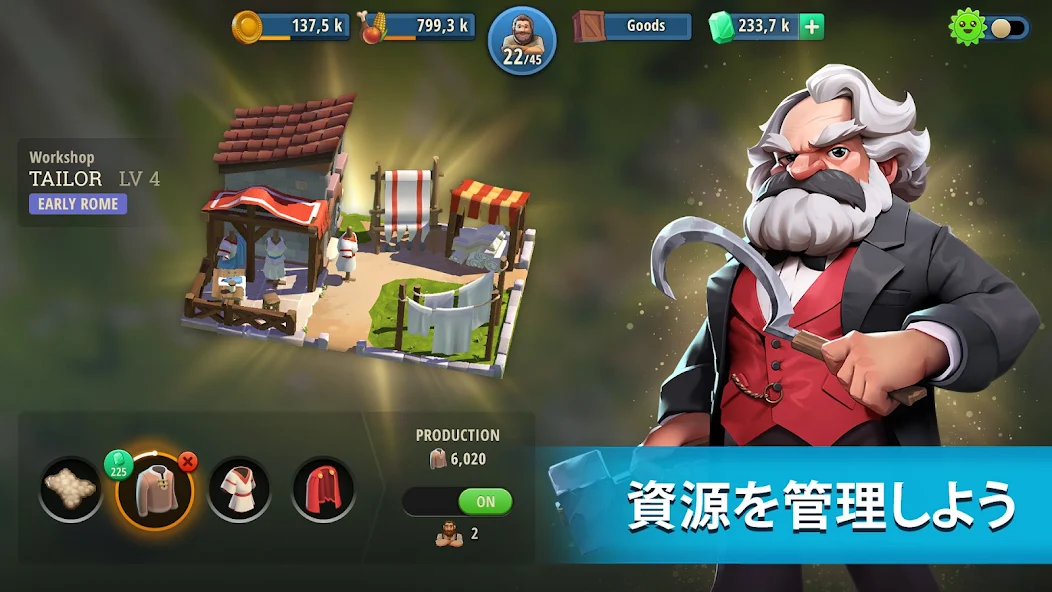 137,5 k
799,3 k
22/45
Goods
233,7 k +
Workshop
TAILOR LV 4
EARLY ROME
PRODUCTION
6,020
225
ON
2
資源を管理しよう